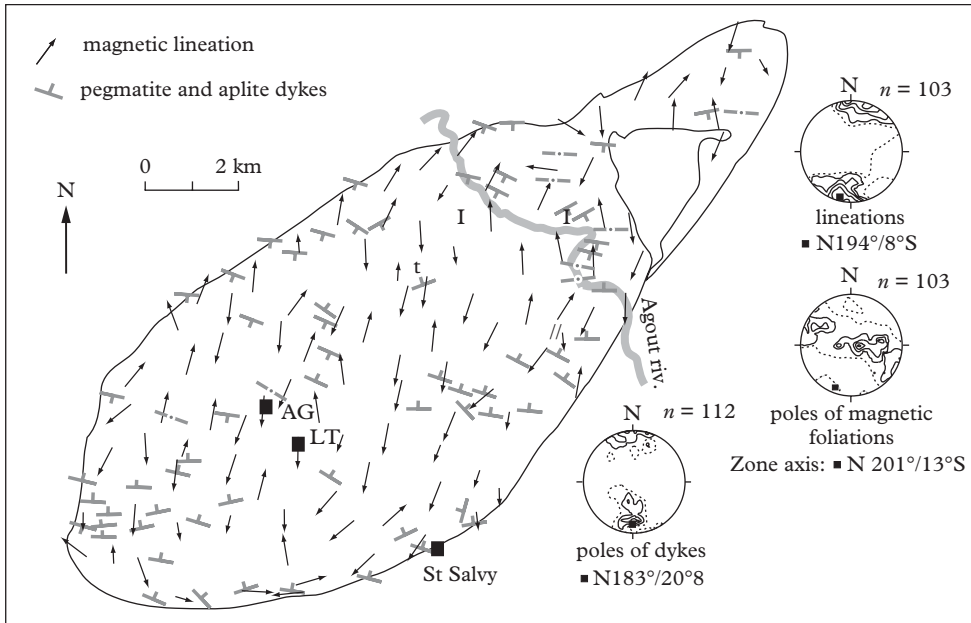 magnetic lineation
pegmatite and aplite dykes
0 2 km
N
I I
t
Agout riv.
AG
LT
St Salvy
N n = 103
lineations
■ N194°/8°S
n = 103
N
poles of magnetic
foliations
Zone axis: ■ N 201°/13°S
n = 112
N
poles of dykes
■ N183°/20°8